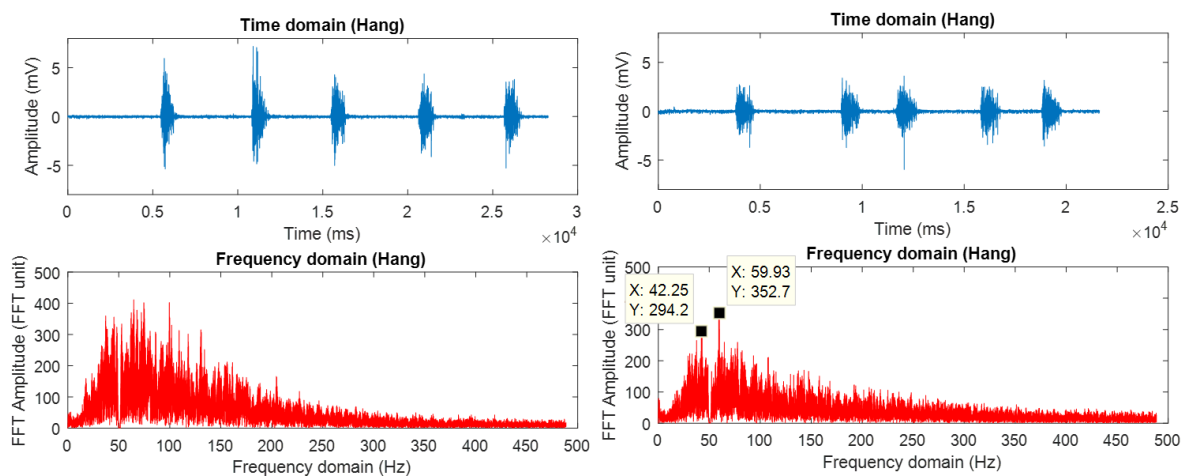 Time domain (Hang)
Amplitude (mV)
5
0
-5
0 0.5 1 1.5 2 2.5 3
Time (ms)
×10^4
Frequency domain (Hang)
FFT Amplitude (FFT unit)
500
400
300
200
100
0
0 50 100 150 200 250 300 350 400 450 500
Frequency domain (Hz)
Time domain (Hang)
Amplitude (mV)
5
0
-5
0 0.5 1 1.5 2 2.5
Time (ms)
×10^4
Frequency domain (Hang)
FFT Amplitude (FFT unit)
500
400
300
200
100
0
X: 42.25
Y: 294.2
X: 59.93
Y: 352.7
0 50 100 150 200 250 300 350 400 450 500
Frequency domain (Hz)